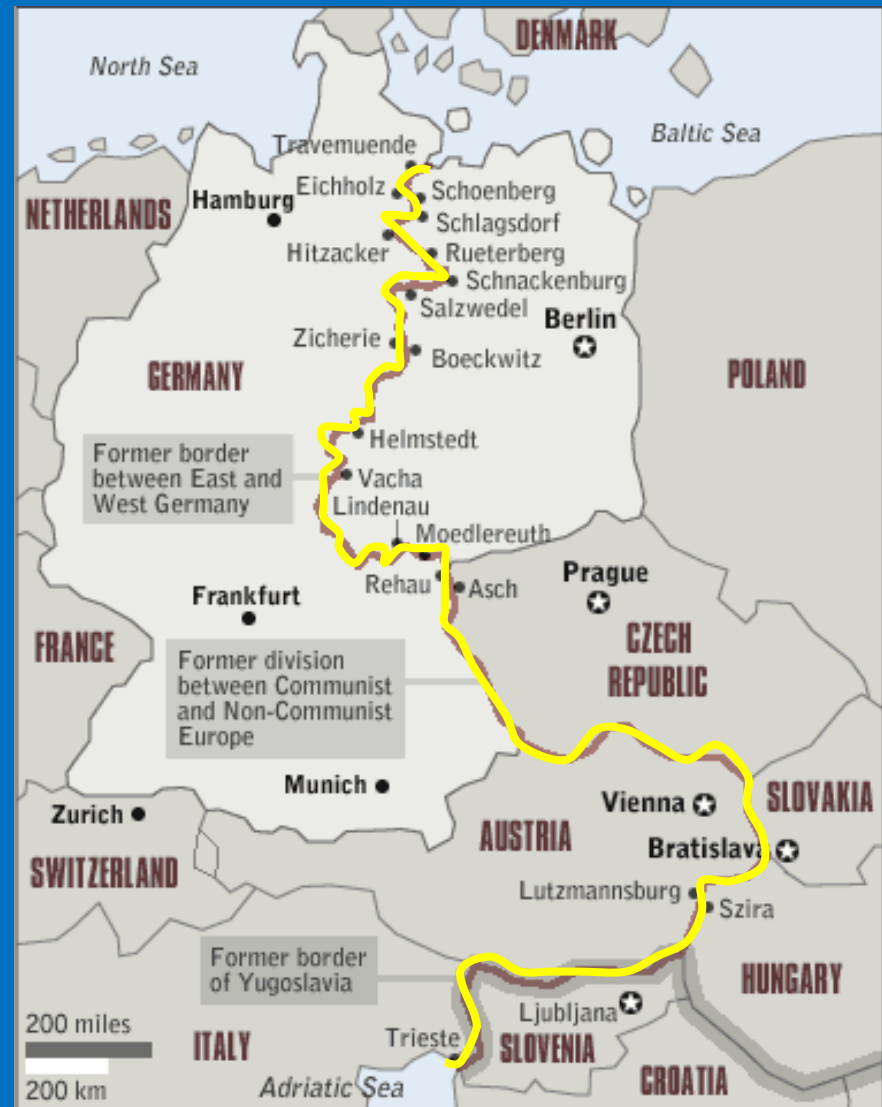 DENMARK
North Sea
Baltic Sea
Travemuende
Eichholz
Schoenberg
NETHERLANDS
Hamburg
Schlagsdorf
Hitzacker
Rueterberg
Schnackenburg
Salzwedel
Berlin
Zicherie
Boeckwitz
GERMANY
POLAND
Helmstedt
Former border
between East and
West Germany
Vacha
Lindenau
Moedlereuth
Rehau
Asch
Prague
Frankfurt
FRANCE
CZECH
REPUBLIC
Former division
between Communist
and Non-Communist
Europe
Munich
Zurich
Vienna
SLOVAKIA
AUSTRIA
Bratislava
SWITZERLAND
Lutzmannsburg
Szira
Former border
of Yugoslavia
HUNGARY
Ljubljana
200 miles
200 km
ITALY
Trieste
SLOVENIA
Adriatic Sea
CROATIA